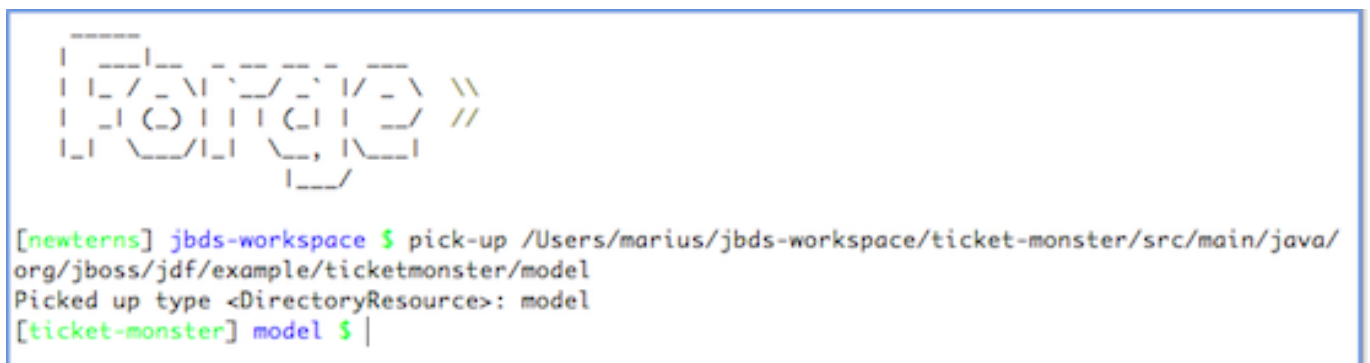 Forge
[newterns] jbds-workspace $ pick-up /Users/marius/jbds-workspace/ticket-monster/src/main/java/
org/jboss/jdf/example/ticketmonster/model
Picked up type <DirectoryResource>: model
[ticket-monster] model $